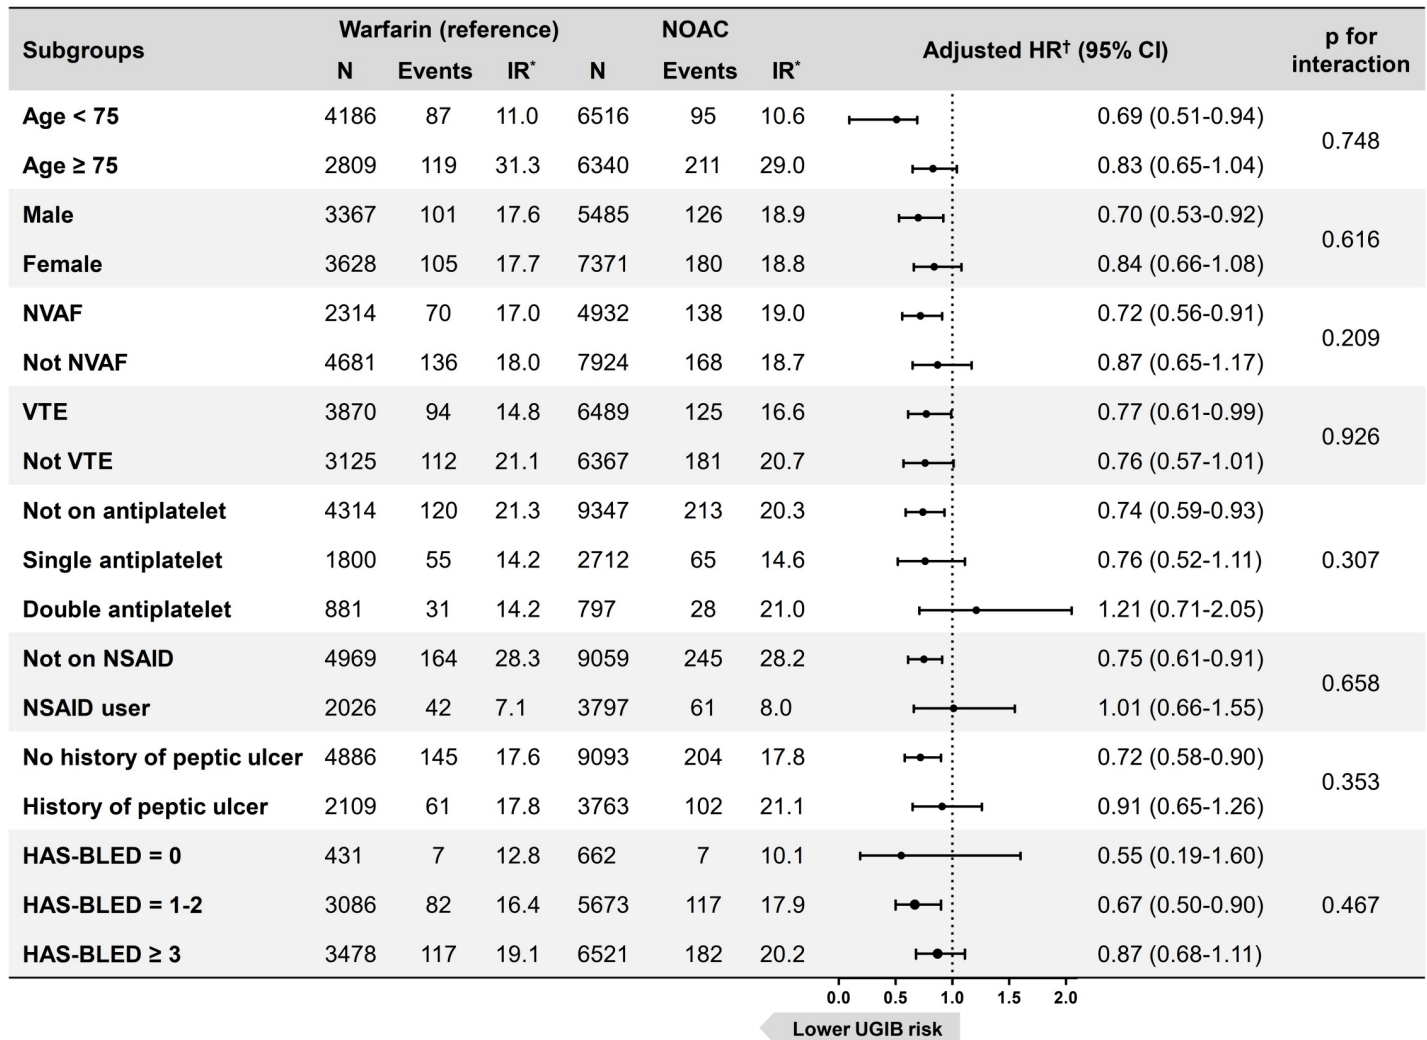 Subgroups Warfarin (reference) NOAC Adjusted HR† (95% CI) p for interaction
N Events IR* N Events IR*
Age < 75 4186 87 11.0 6516 95 10.6 0.69 (0.51-0.94)
0.748
Age ≥ 75 2809 119 31.3 6340 211 29.0 0.83 (0.65-1.04)
Male 3367 101 17.6 5485 126 18.9 0.70 (0.53-0.92)
0.616
Female 3628 105 17.7 7371 180 18.8 0.84 (0.66-1.08)
NVAF 2314 70 17.0 4932 138 19.0 0.72 (0.56-0.91)
0.209
Not NVAF 4681 136 18.0 7924 168 18.7 0.87 (0.65-1.17)
VTE 3870 94 14.8 6489 125 16.6 0.77 (0.61-0.99)
0.926
Not VTE 3125 112 21.1 6367 181 20.7 0.76 (0.57-1.01)
Not on antiplatelet 4314 120 21.3 9347 213 20.3 0.74 (0.59-0.93)
Single antiplatelet 1800 55 14.2 2712 65 14.6 0.76 (0.52-1.11) 0.307
Double antiplatelet 881 31 14.2 797 28 21.0 1.21 (0.71-2.05)
Not on NSAID 4969 164 28.3 9059 245 28.2 0.75 (0.61-0.91)
0.658
NSAID user 2026 42 7.1 3797 61 8.0 1.01 (0.66-1.55)
No history of peptic ulcer 4886 145 17.6 9093 204 17.8 0.72 (0.58-0.90)
0.353
History of peptic ulcer 2109 61 17.8 3763 102 21.1 0.91 (0.65-1.26)
HAS-BLED = 0 431 7 12.8 662 7 10.1 0.55 (0.19-1.60)
HAS-BLED = 1-2 3086 82 16.4 5673 117 17.9 0.67 (0.50-0.90) 0.467
HAS-BLED ≥ 3 3478 117 19.1 6521 182 20.2 0.87 (0.68-1.11)
0.0 0.5 1.0 1.5 2.0
Lower UGIB risk